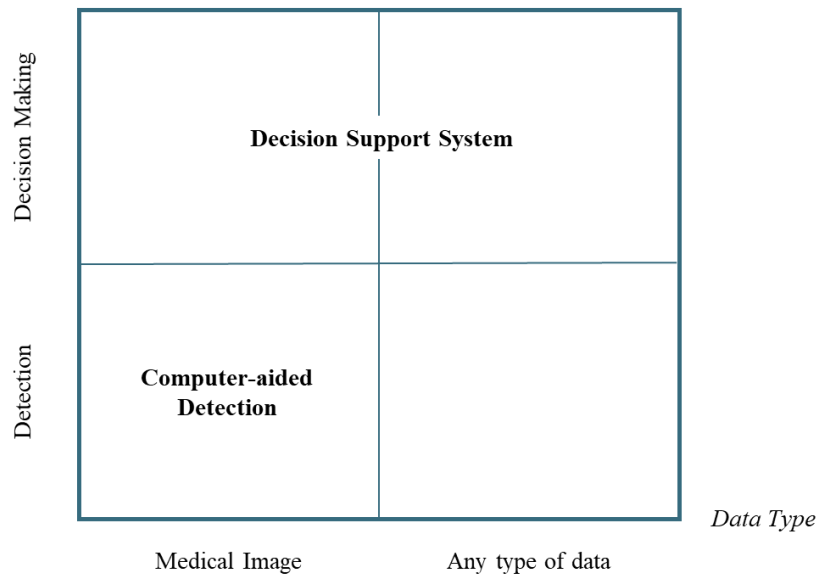 Decision Making
Decision Support System
Detection
Computer-aided
Detection
Data Type
Medical Image
Any type of data